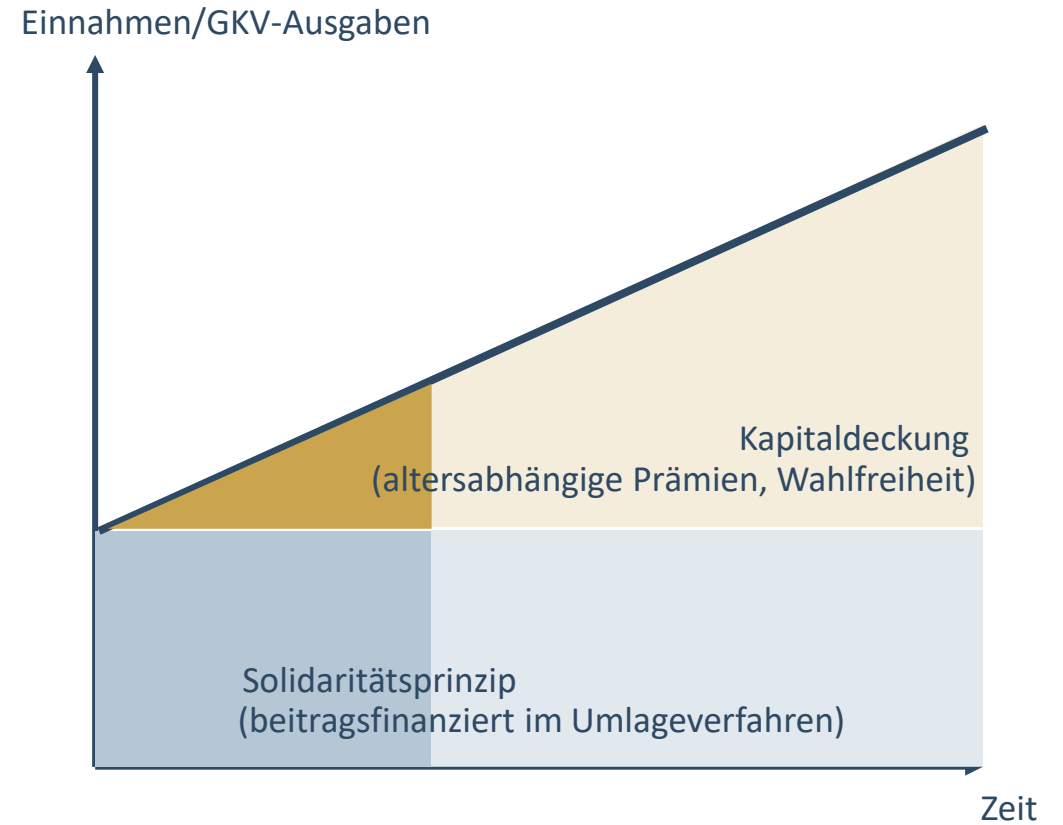 Einnahmen/GKV-Ausgaben
Kapitaldeckung
(altersabhängige Prämien, Wahlfreiheit)
Solidaritätsprinzip
(beitragsfinanziert im Umlageverfahren)
Zeit